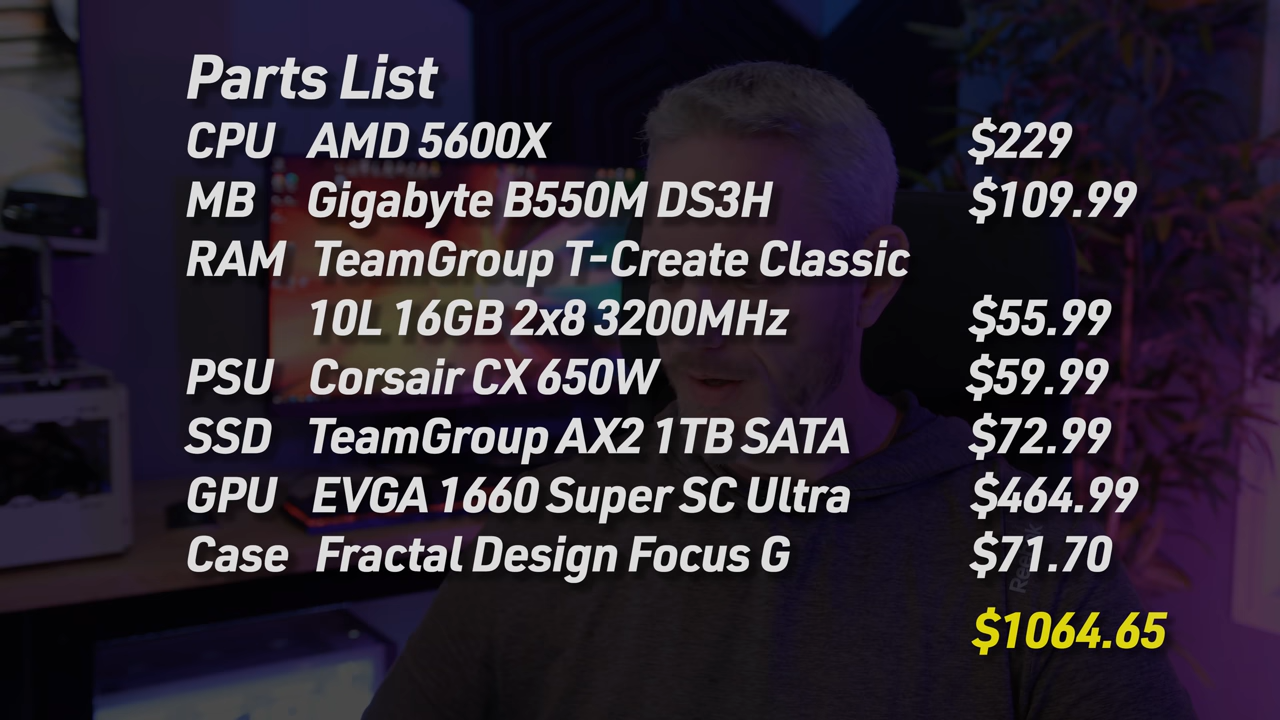 Parts List
CPU AMD 5600X $229
MB Gigabyte B550M DS3H $109.99
RAM TeamGroup T-Create Classic
10L 16GB 2x8 3200MHz $55.99
PSU Corsair CX 650W $59.99
SSD TeamGroup AX2 1TB SATA $72.99
GPU EVGA 1660 Super SC Ultra $464.99
Case Fractal Design Focus G $71.70
Reebok
$1064.65